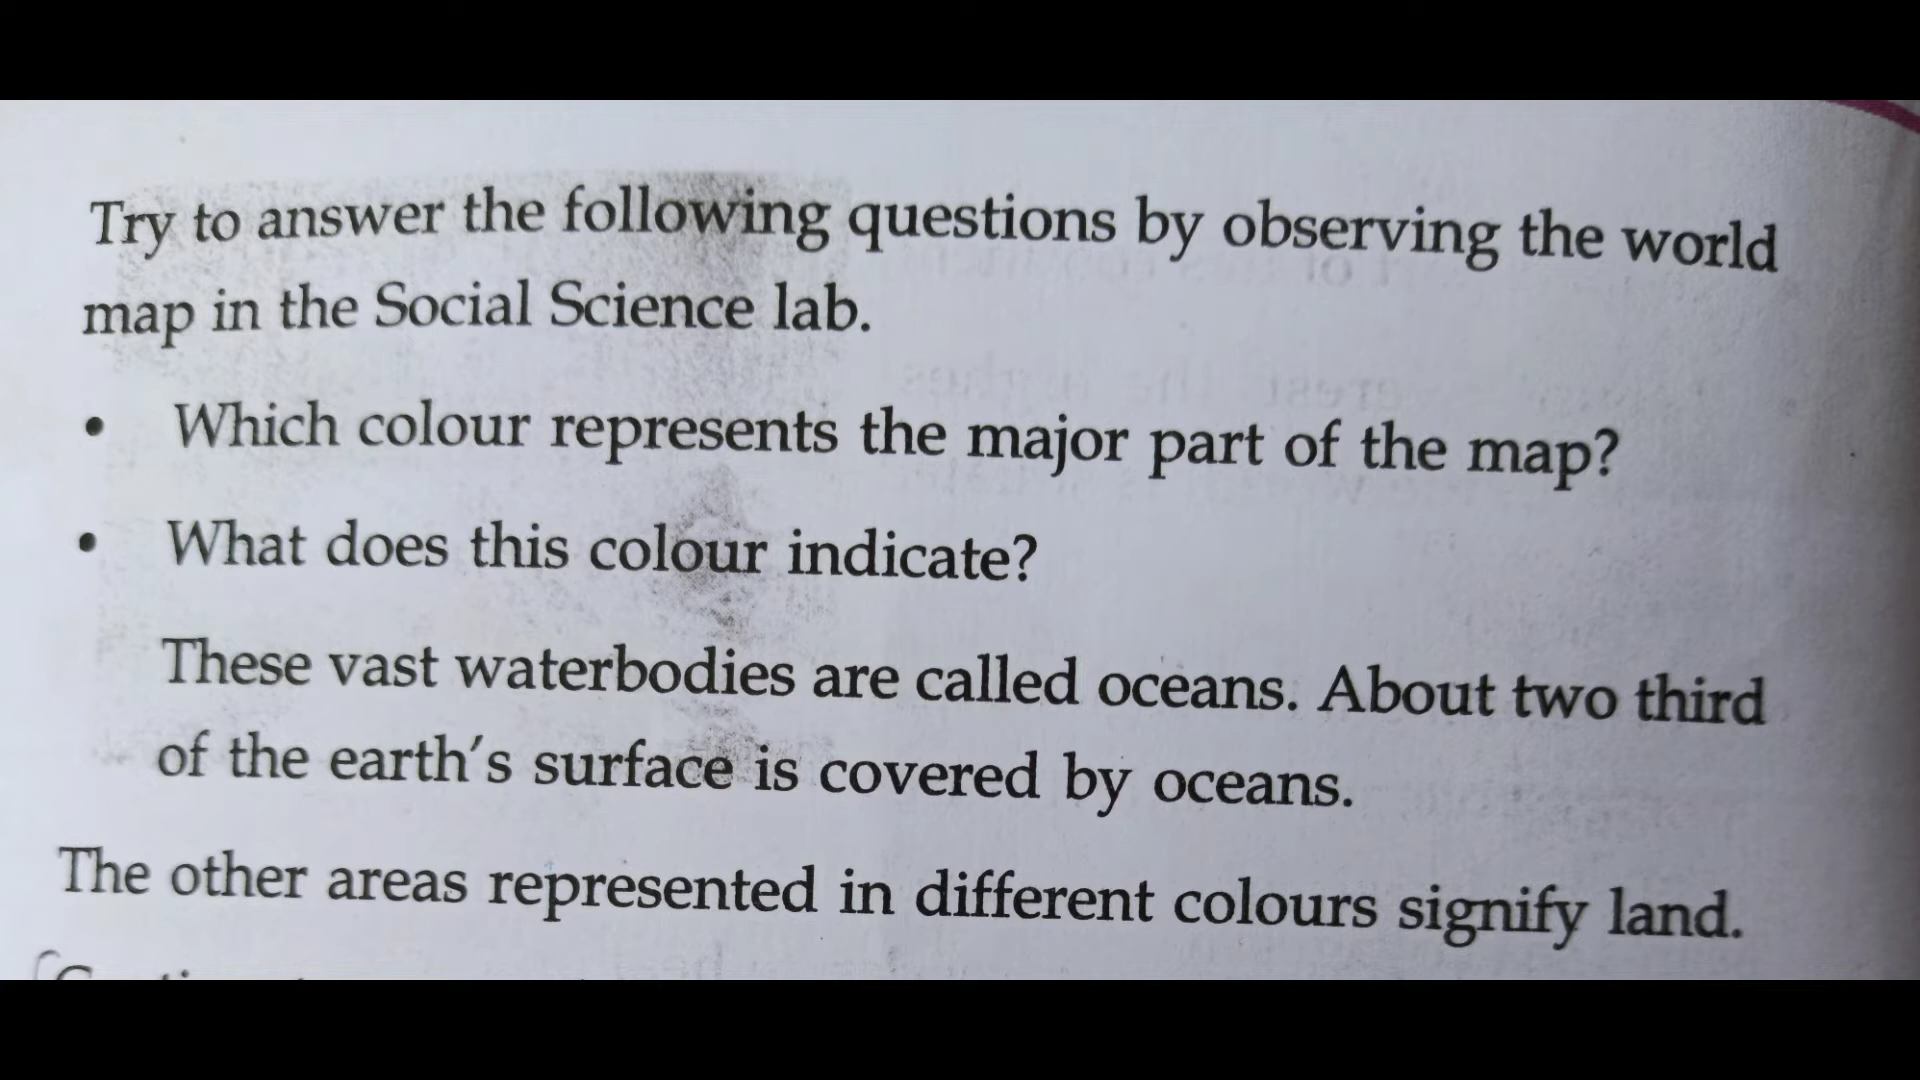 Try to answer the following questions by observing the world
map in the Social Science lab.
• Which colour represents the major part of the map?
• What does this colour indicate?
These vast waterbodies are called oceans. About two third
of the earth's surface is covered by oceans.
The other areas represented in different colours signify land.